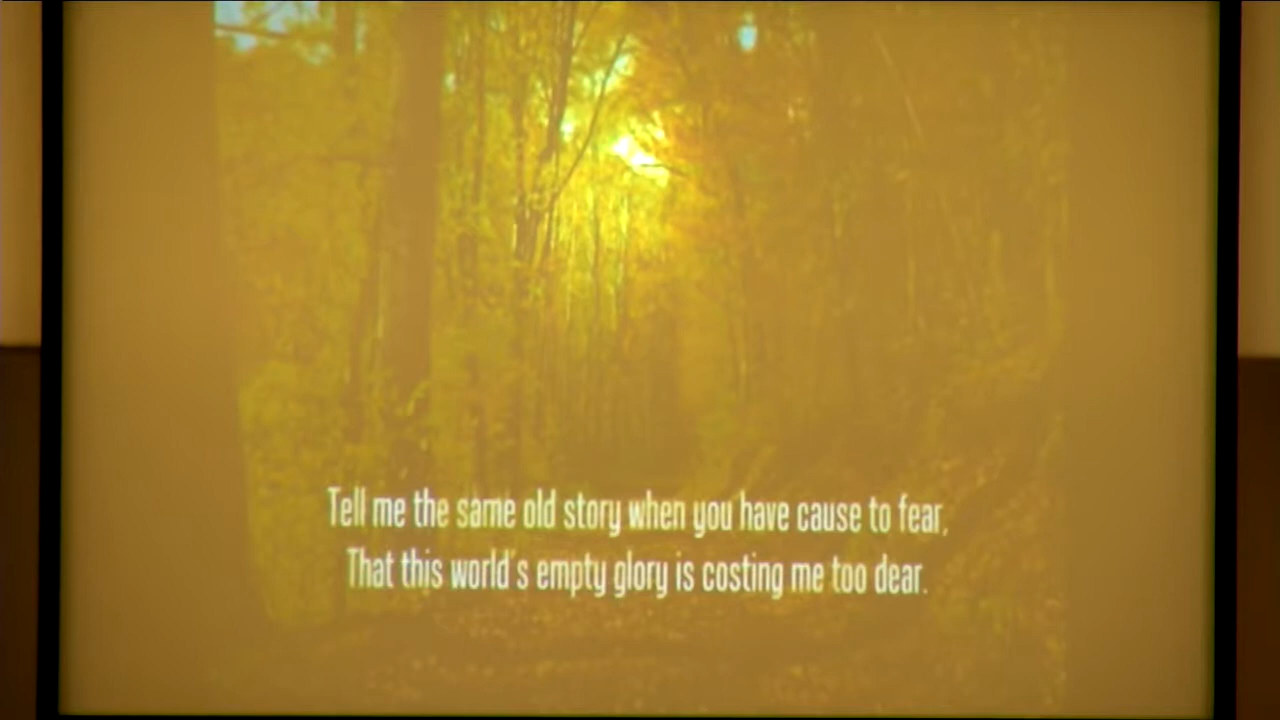 Tell me the same old story when you have cause to fear,
That this world's empty glory is costing me too dear.